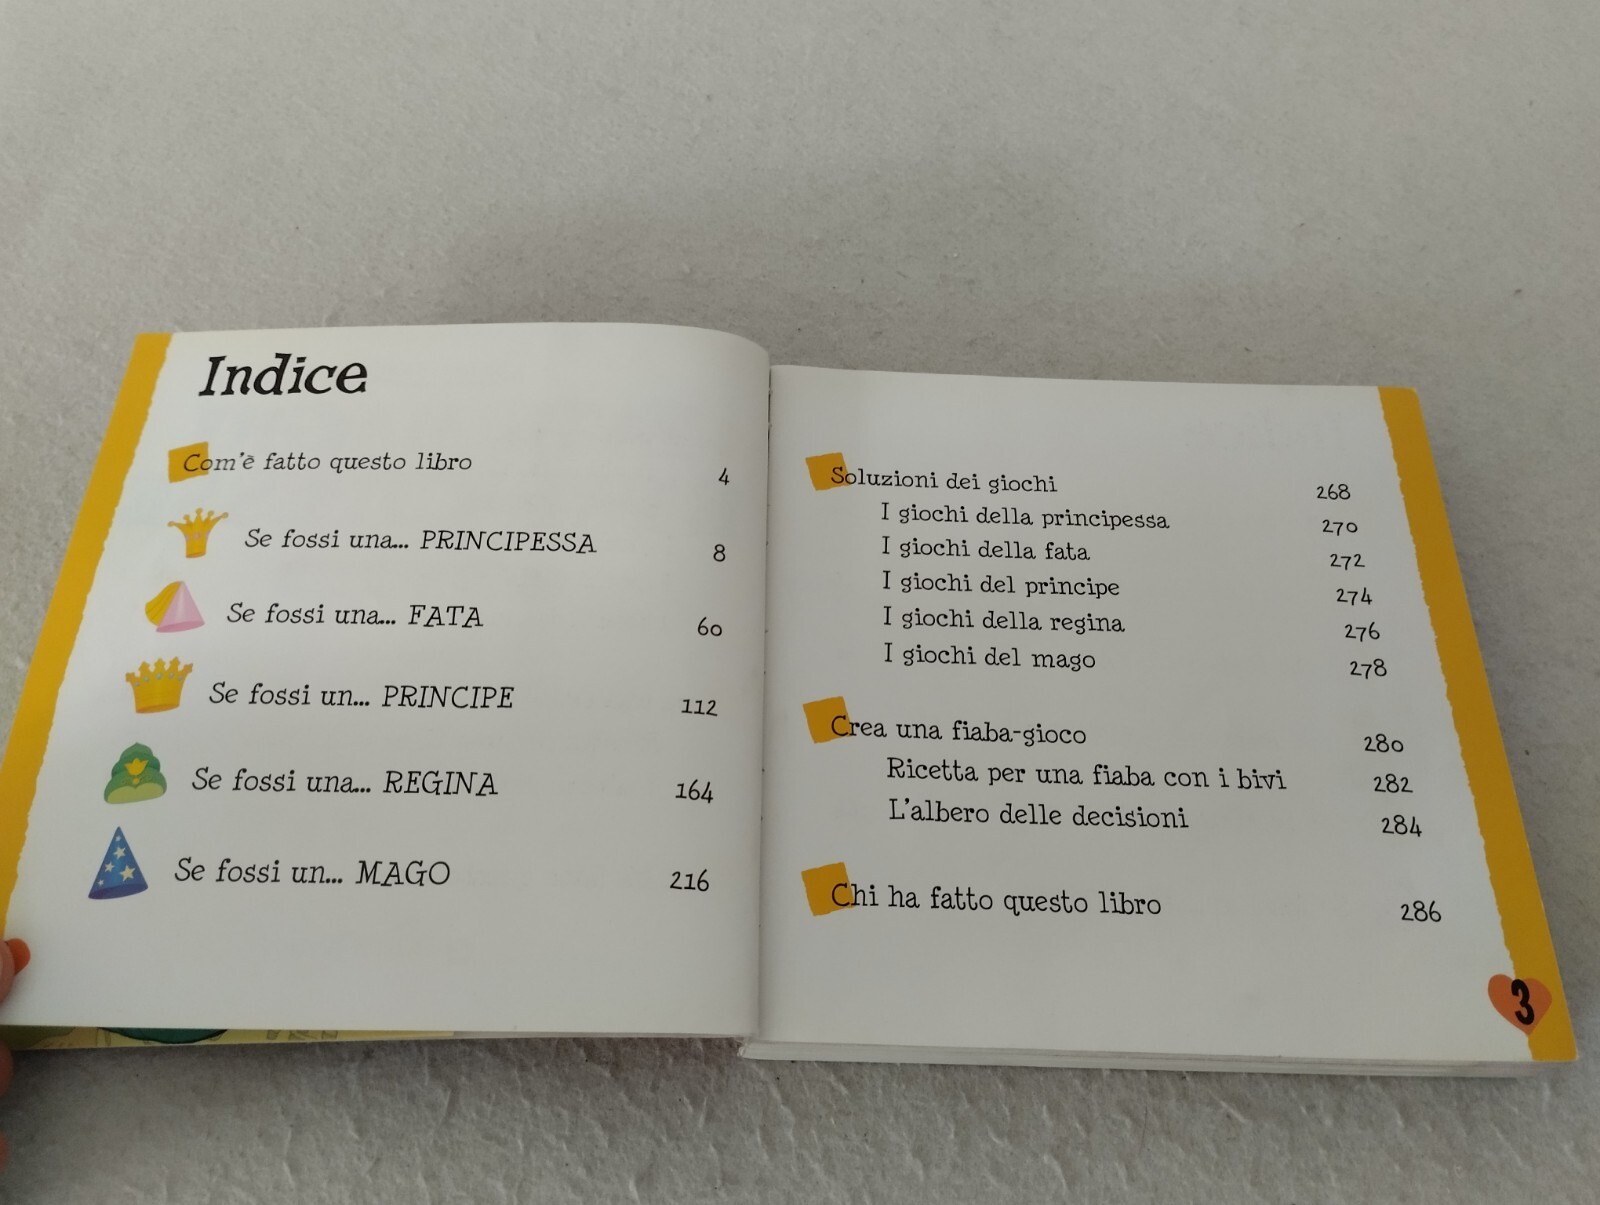 Indice
Com'è fatto questo libro 4
Se fossi una... PRINCIPESSA 8
Se fossi una... FATA 60
Se fossi un... PRINCIPE 112
Se fossi una... REGINA 164
Se fossi un... MAGO 216
Soluzioni dei giochi 268
I giochi della principessa 270
I giochi della fata 272
I giochi del principe 274
I giochi della regina 276
I giochi del mago 278
Crea una fiaba-gioco 280
Ricetta per una fiaba con i bivi 282
L'albero delle decisioni 284
Chi ha fatto questo libro 286
3